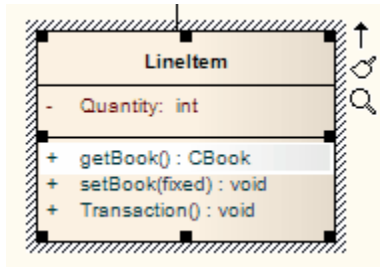 LineItem
- Quantity: int
+ getBook() : CBook
+ setBook(fixed) : void
+ Transaction() : void